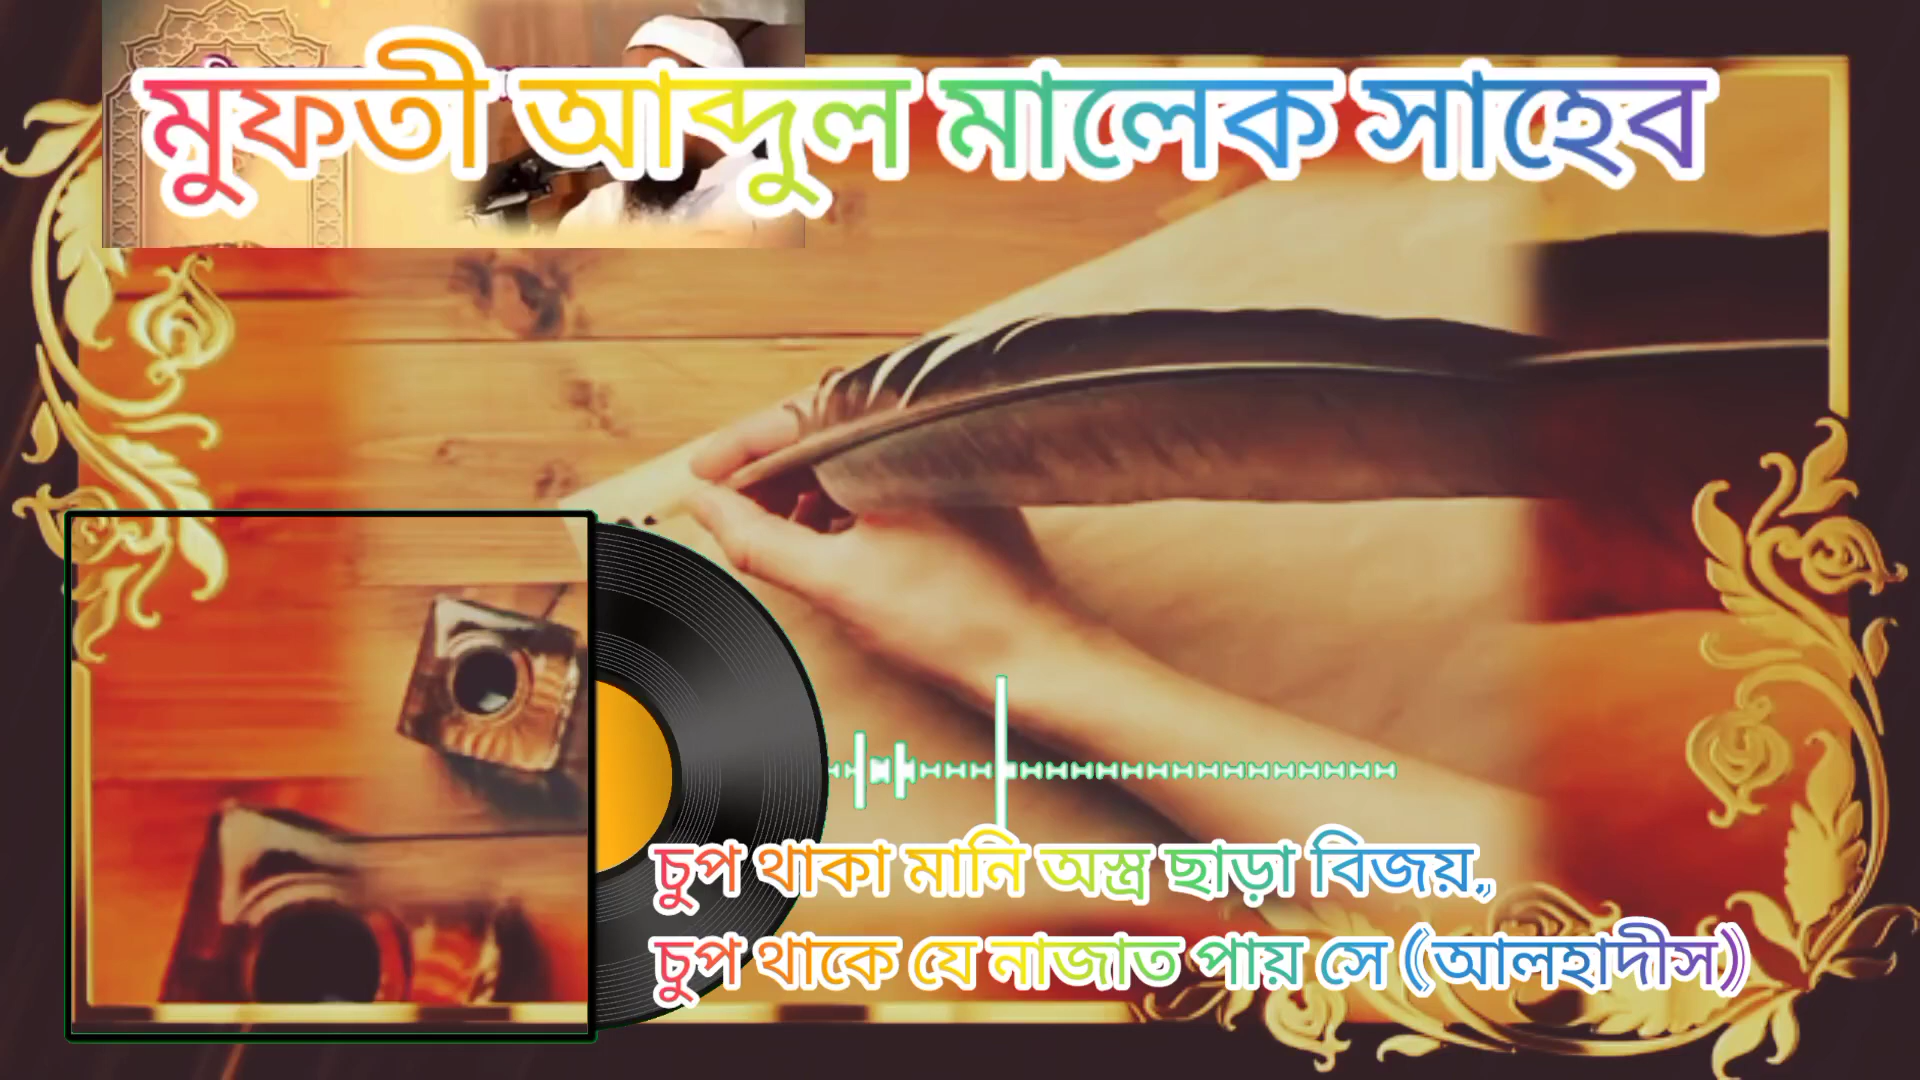 মুফতী আব্দুল মালেক সাহেব
চুপ থাকা মানি অস্ত্র ছাড়া বিজয়,,
চুপ থাকে যে নাজাত পায় সে (আলহাদীস)